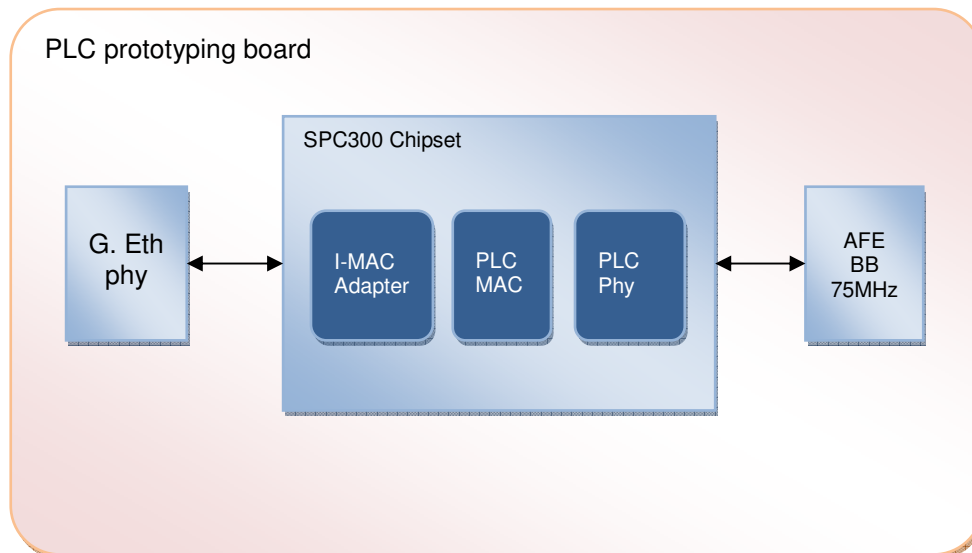 PLC prototyping board
SPC300 Chipset
G. Eth
phy
I-MAC
Adapter
PLC
MAC
PLC
Phy
AFE
BB
75MHz